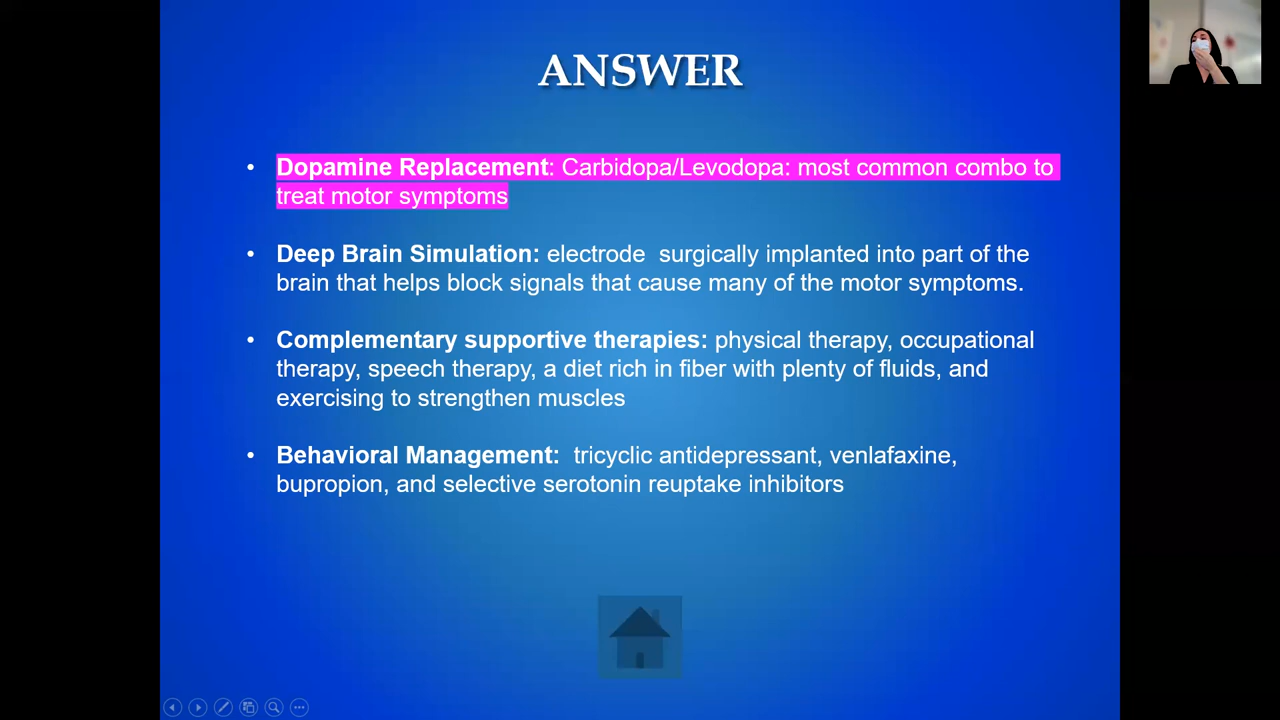 ANSWER
• Dopamine Replacement: Carbidopa/Levodopa: most common combo to
treat motor symptoms
• Deep Brain Simulation: electrode  surgically implanted into part of the
brain that helps block signals that cause many of the motor symptoms.
• Complementary supportive therapies: physical therapy, occupational
therapy, speech therapy, a diet rich in fiber with plenty of fluids, and
exercising to strengthen muscles
• Behavioral Management:  tricyclic antidepressant, venlafaxine,
bupropion, and selective serotonin reuptake inhibitors